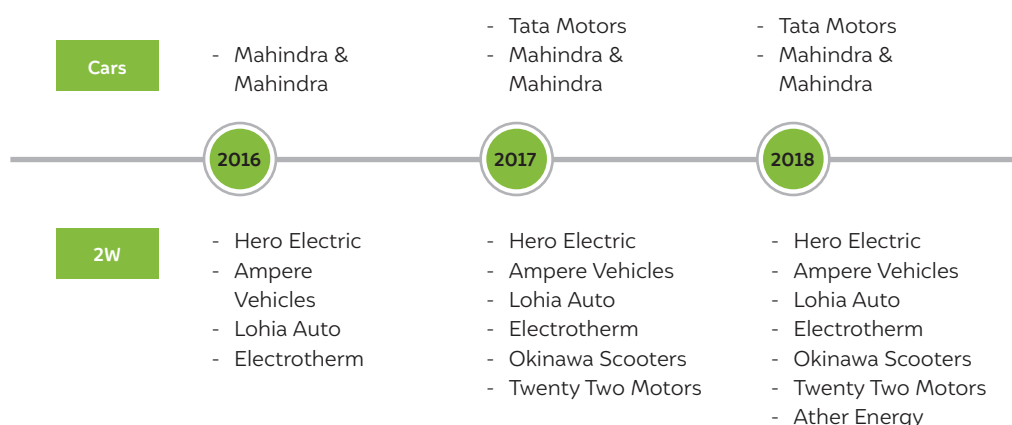 Cars
- Mahindra &
Mahindra
- Tata Motors
- Mahindra &
Mahindra
- Tata Motors
- Mahindra &
Mahindra
2016
2017
2018
2W
- Hero Electric
- Ampere
Vehicles
- Lohia Auto
- Electrotherm
- Hero Electric
- Ampere Vehicles
- Lohia Auto
- Electrotherm
- Okinawa Scooters
- Twenty Two Motors
- Hero Electric
- Ampere Vehicles
- Lohia Auto
- Electrotherm
- Okinawa Scooters
- Twenty Two Motors
- Ather Energy